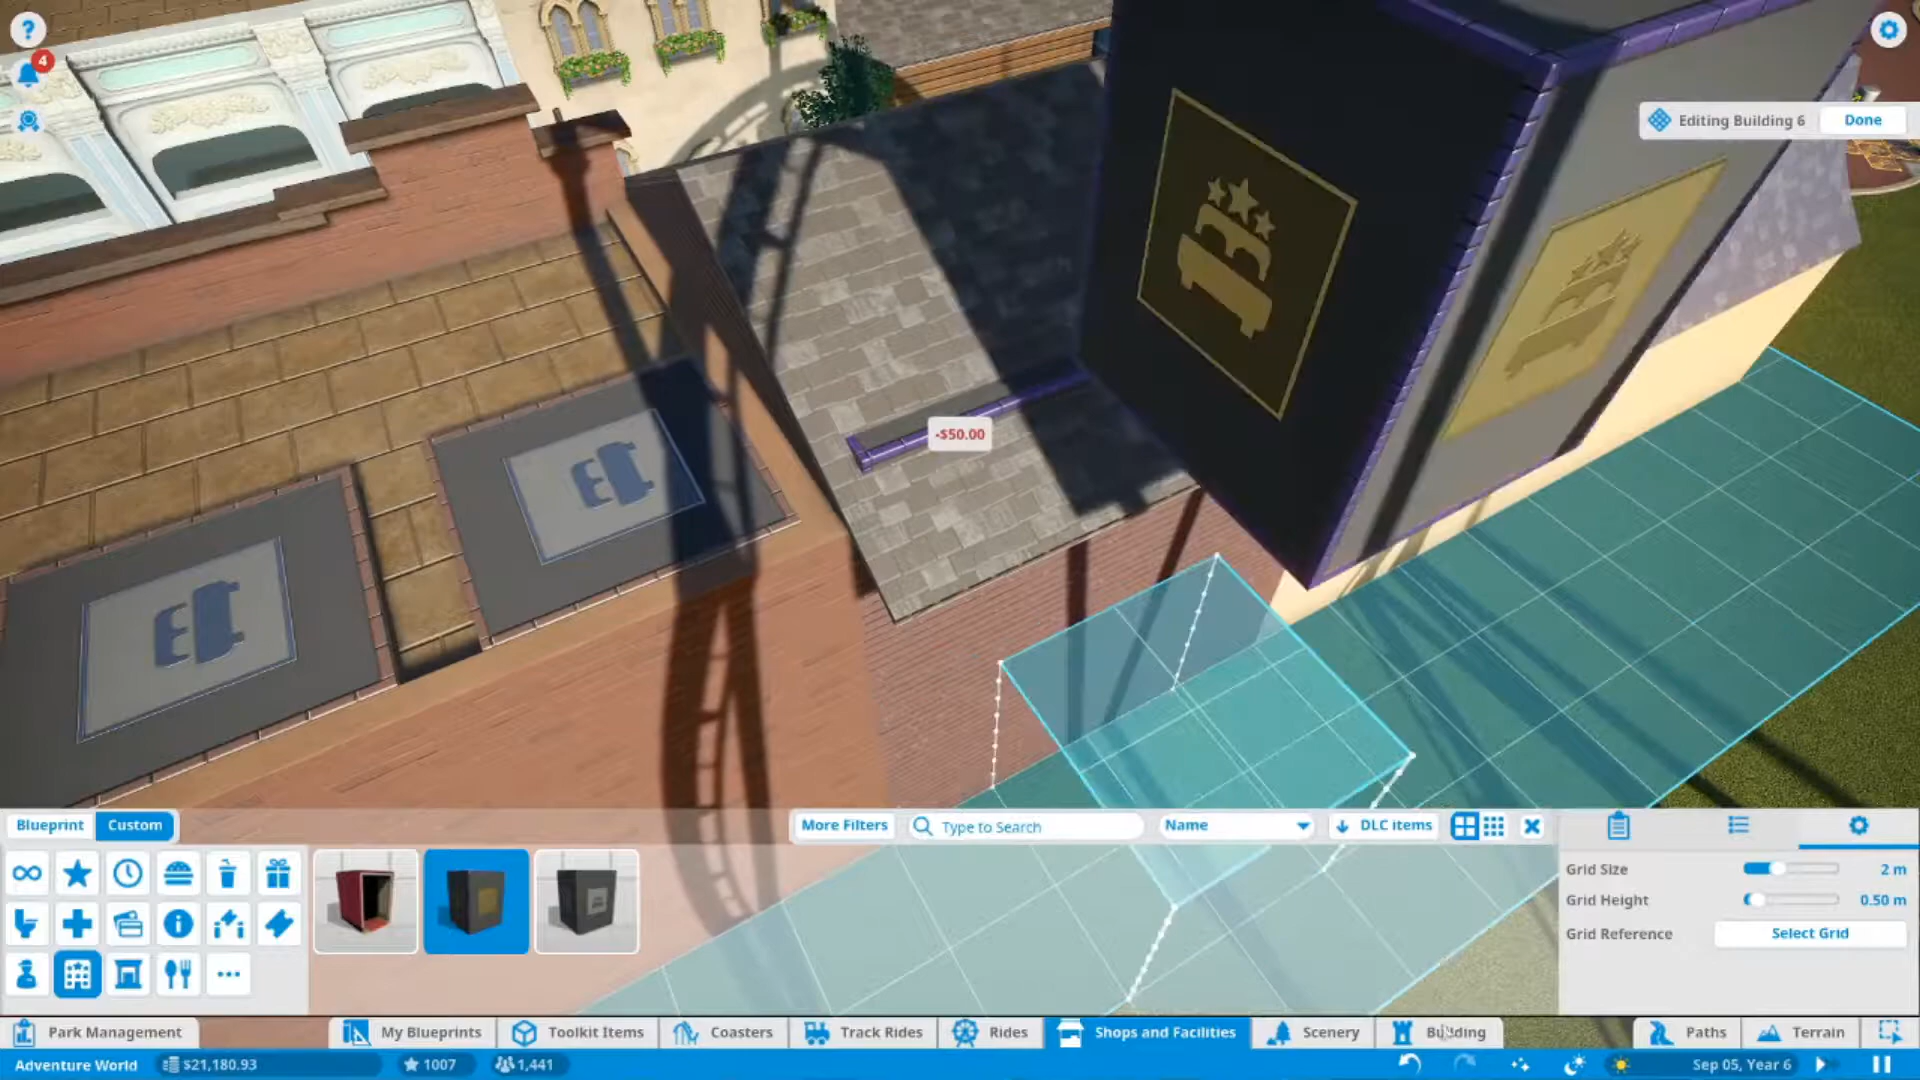 ?
4
Editing Building 6
Done
-$50.00
Blueprint
Custom
More Filters
Type to Search
Name
DLC items
Grid Size
2 m
Grid Height
0.50 m
Grid Reference
Select Grid
Park Management
My Blueprints
Toolkit Items
Coasters
Track Rides
Rides
Shops and Facilities
Scenery
Building
Paths
Terrain
Adventure World
$21,180.93
1007
1,441
Sep 05, Year 6